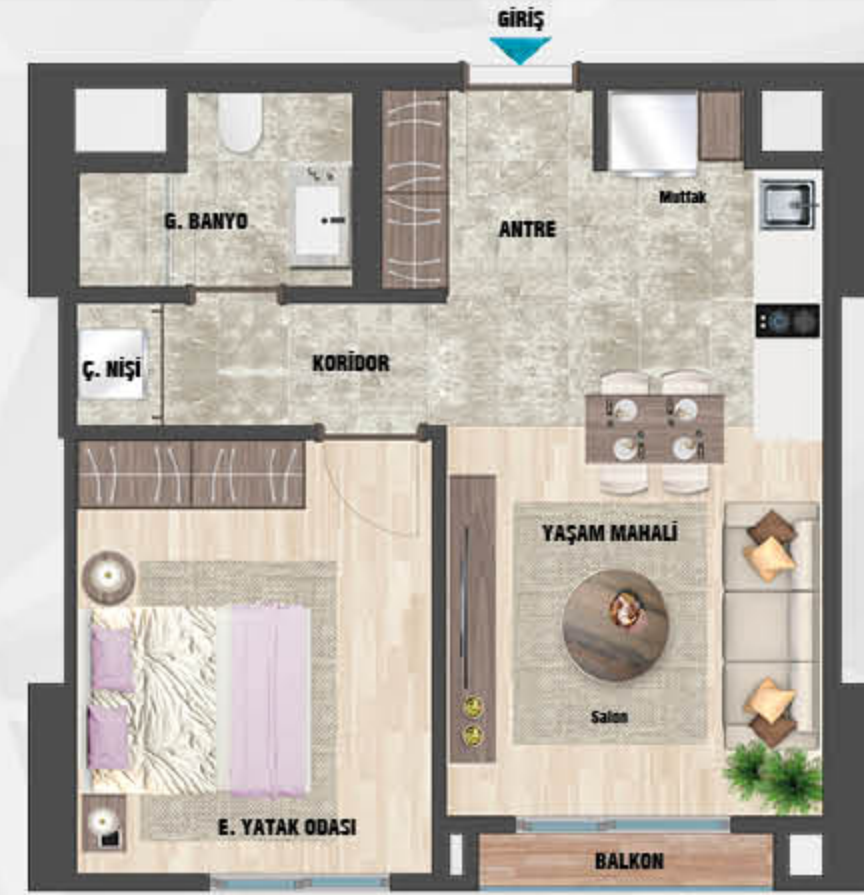 GİRİŞ
Mutfak
G. BANYO
ANTRE
Ç. NİŞİ
KORİDOR
YAŞAM MAHALİ
Salon
E. YATAK ODASI
BALKON